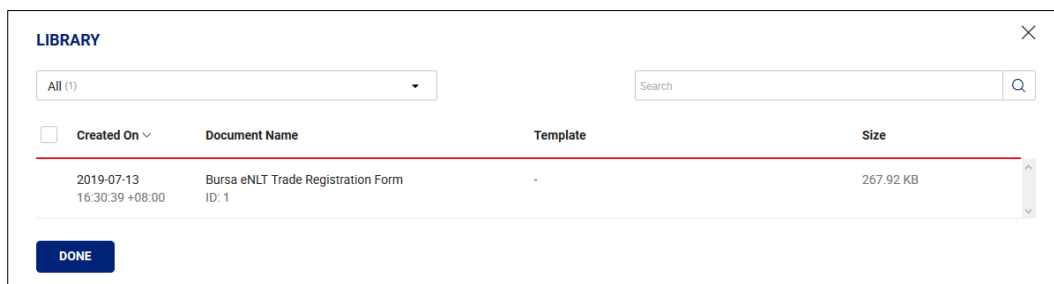 LIBRARY
All (1)
Search
Created On Document Name Template Size
2019-07-13 Bursa eNLT Trade Registration Form - 267.92 KB
16:30:39 +08:00 ID: 1
DONE